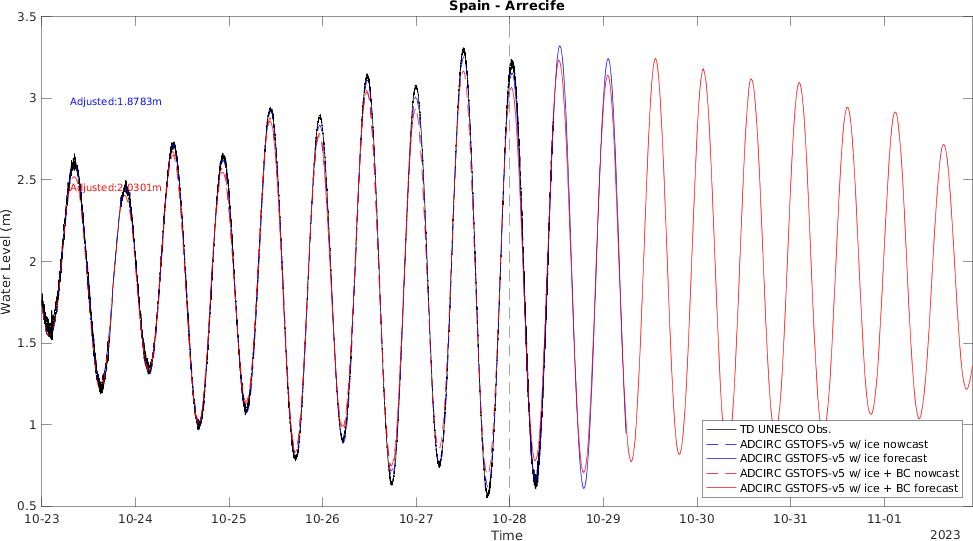 Spain - Arrecife
3.5
3
2.5
2
1.5
1
0.5
Water Level (m)
Adjusted:1.8783m
Adjusted:2.0301m
TD UNESCO Obs.
ADCIRC GSTOFS-v5 w/ ice nowcast
ADCIRC GSTOFS-v5 w/ ice forecast
ADCIRC GSTOFS-v5 w/ ice + BC nowcast
ADCIRC GSTOFS-v5 w/ ice + BC forecast
10-23 10-24 10-25 10-26 10-27 10-28 10-29 10-30 10-31 11-01
Time
2023